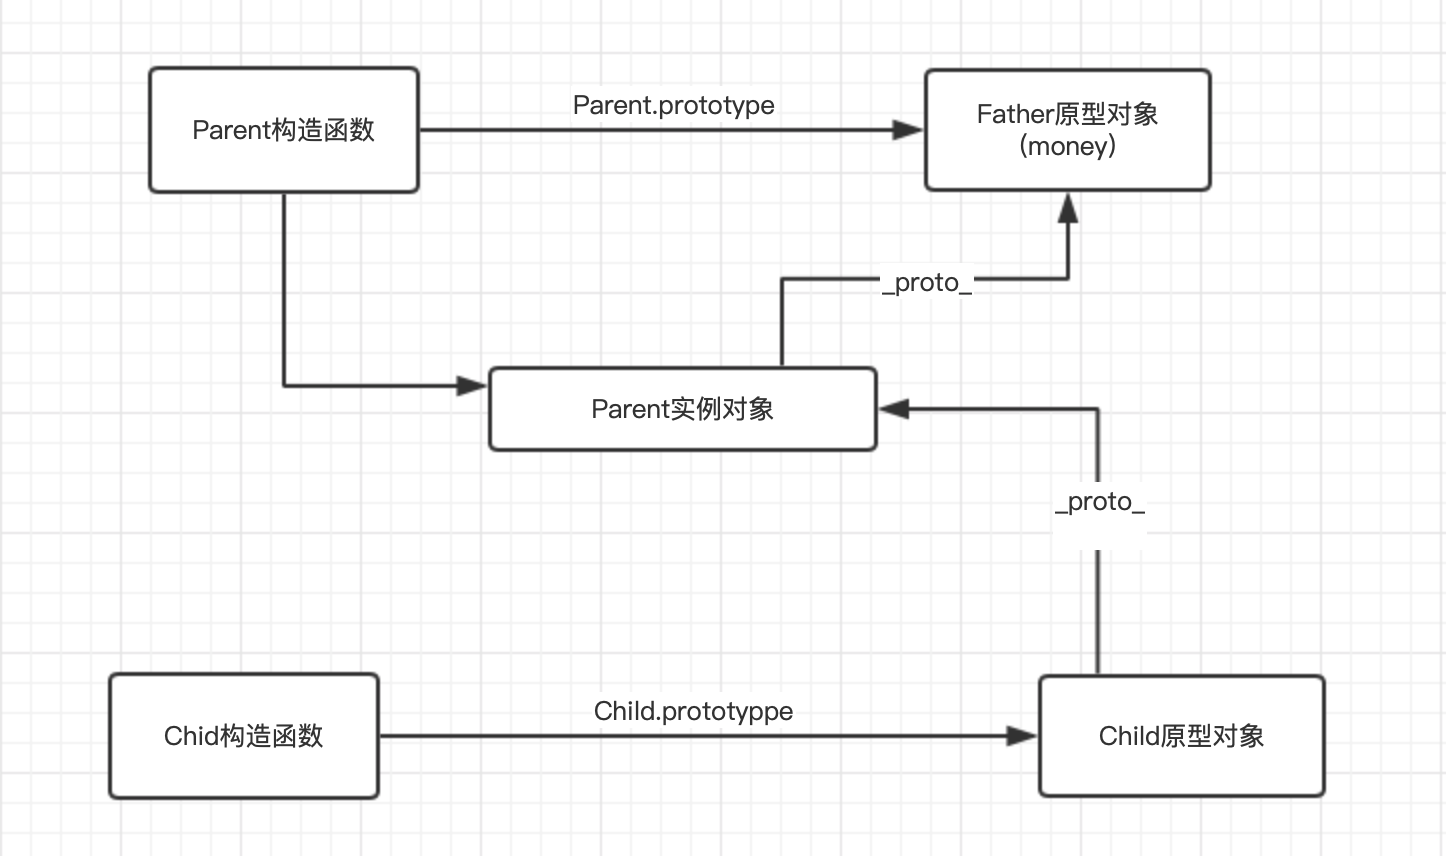 Parent构造函数
Parent.prototype
Father原型对象
(money)
_proto_
Parent实例对象
_proto_
Chid构造函数
Child.prototyppe
Child原型对象